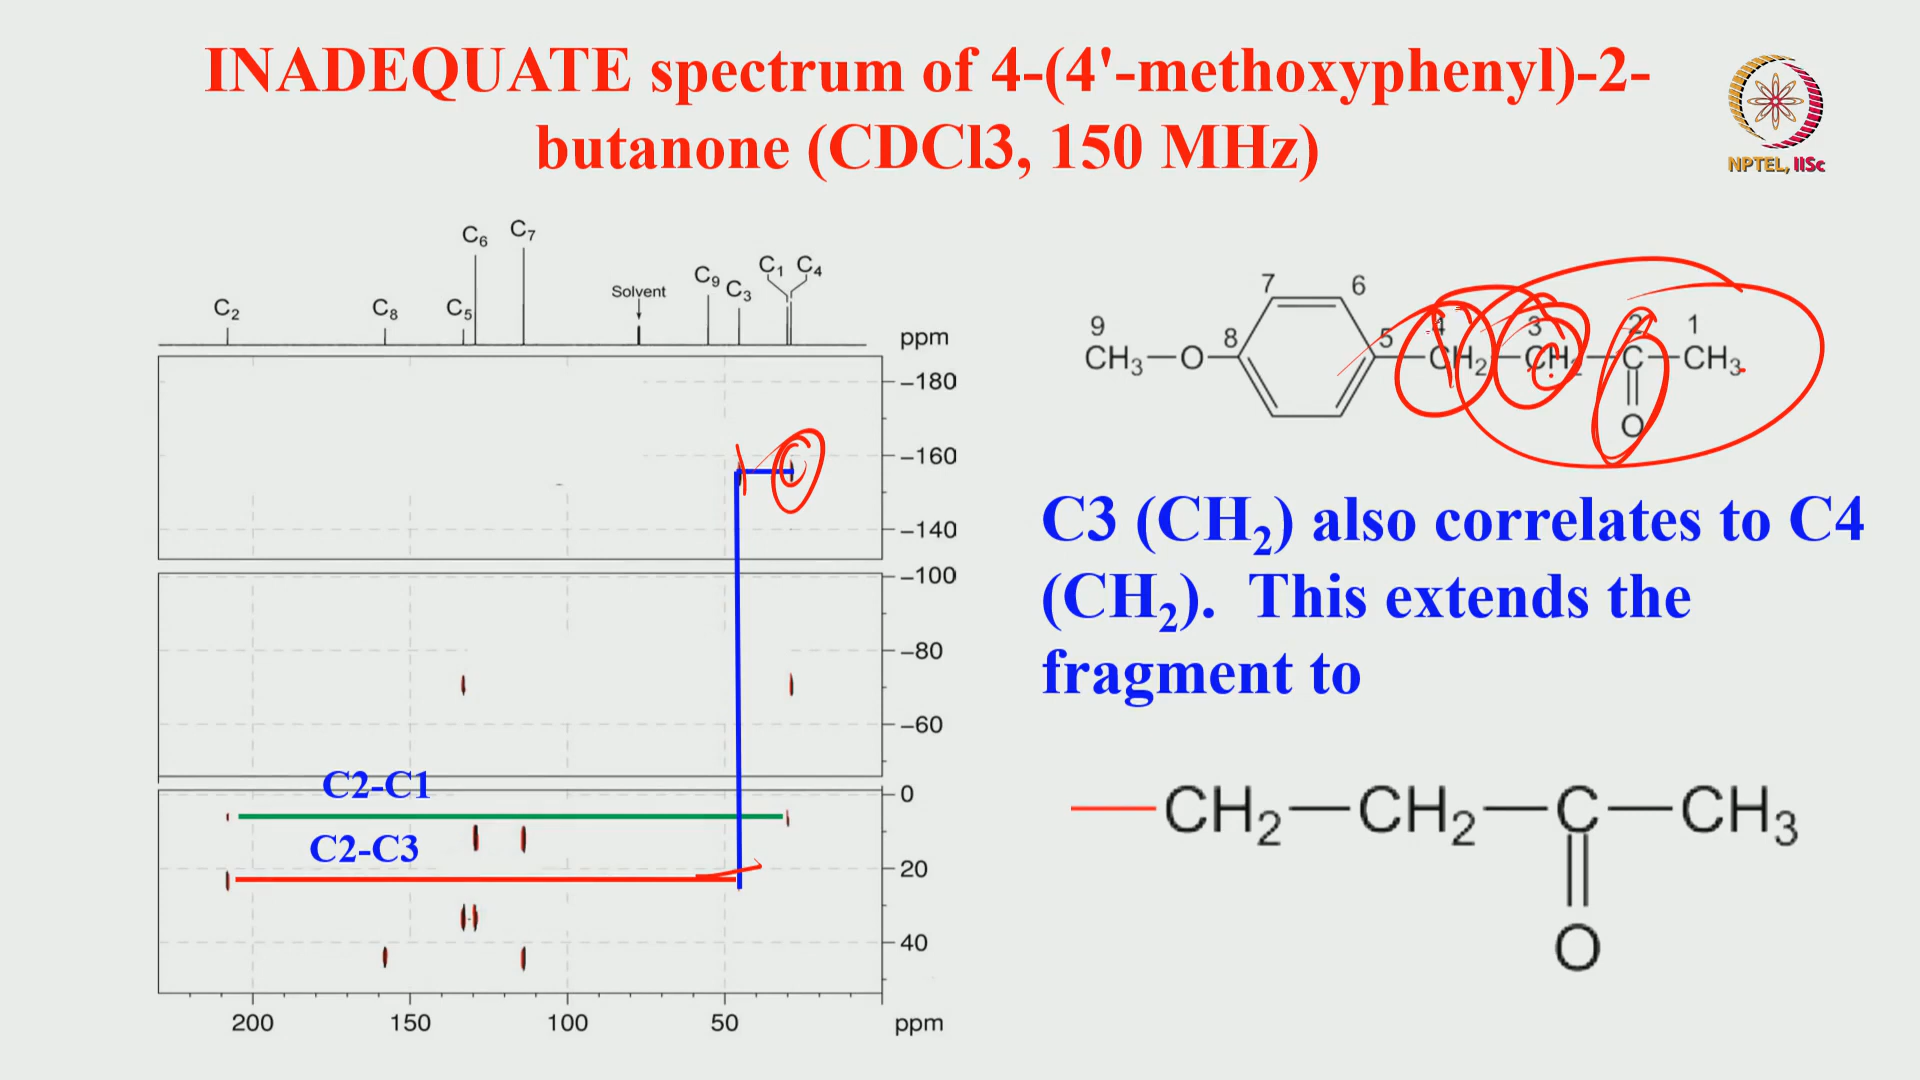 INADEQUATE spectrum of 4-(4'-methoxyphenyl)-2-
butanone (CDCl3, 150 MHz)
NPTEL, IISc
C6 C7
C2 C8 C5 Solvent C9 C3 C1 C4
ppm
−180
−160
−140
−100
−80
−60
0
20
40
C2-C1
C2-C3
200 150 100 50 ppm
7 6
9 8 5 4 3 2 1
CH3 O CH2 CH2 C CH3
O
C3 (CH2) also correlates to C4
(CH2). This extends the
fragment to
CH2 CH2 C CH3
O